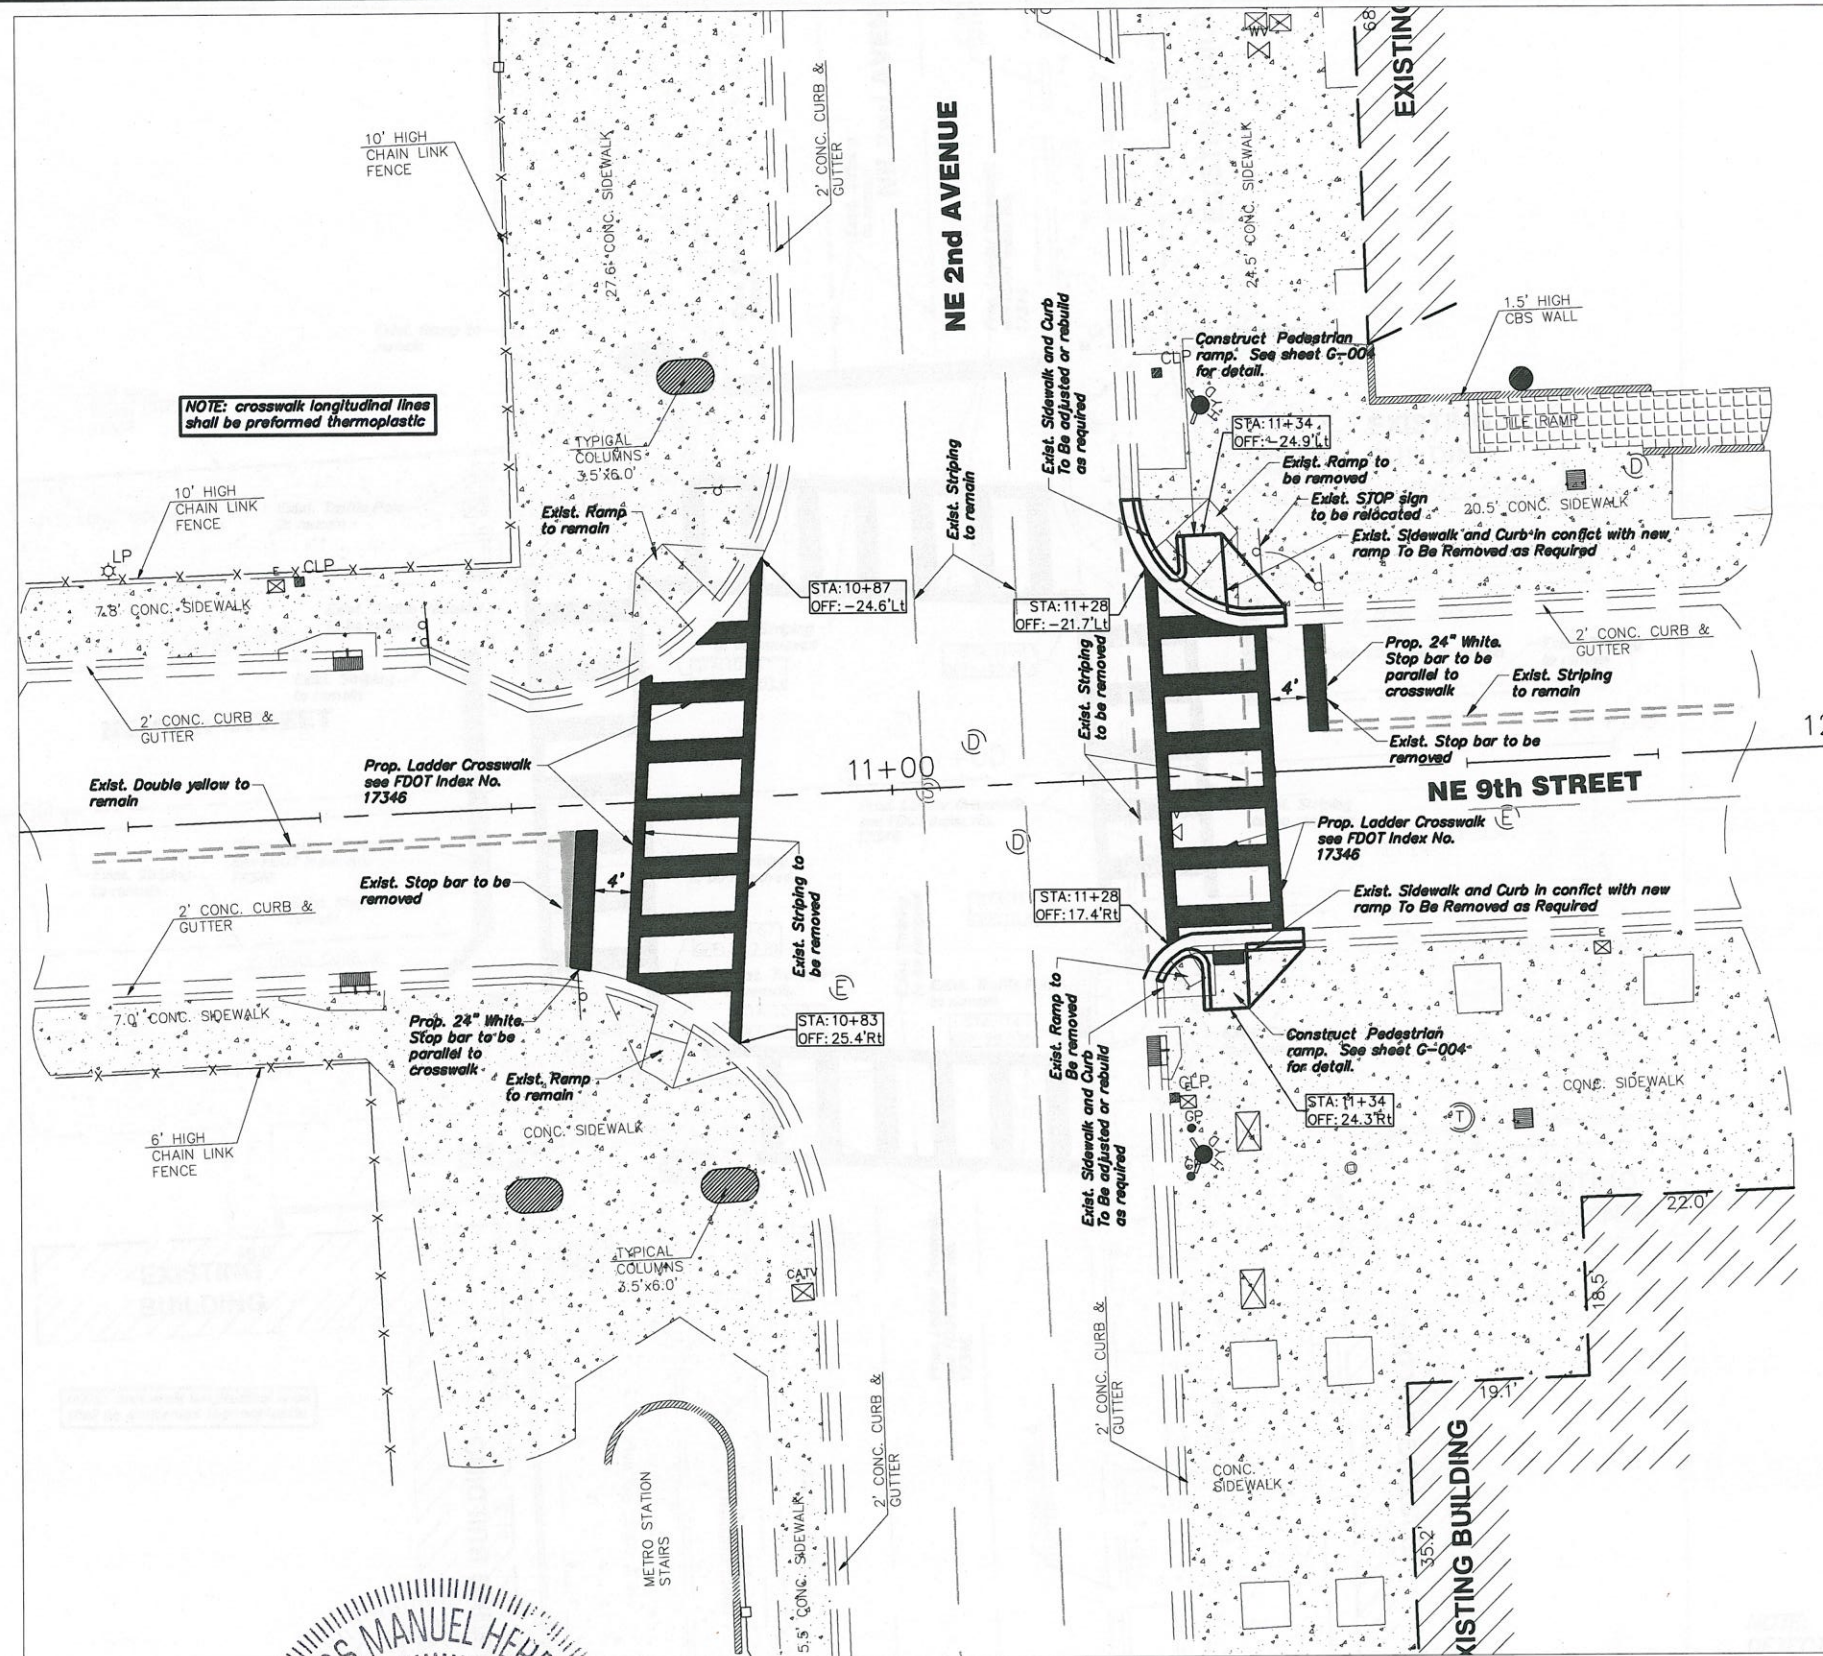 10' HIGH
CHAIN LINK
FENCE
27.6' CONC. SIDEWALK
2' CONC. CURB &
GUTTER
NE 2nd AVENUE
24.5' CONC. SIDEWALK
68
EXISTING
WV
1.5' HIGH
CBS WALL
NOTE: crosswalk longitudinal lines
shall be preformed thermoplastic
TYPICAL
COLUMNS
3.5'x6.0'
10' HIGH
CHAIN LINK
FENCE
Exist. Ramp
to remain
Exist. Striping
to remain
Exist. Sidewalk and Curb
To Be adjusted or rebuild
as required
Construct Pedestrian
ramp. See sheet G-004
for detail.
CLP
HYD
STA: 11+34
OFF: -24.9'Lt
TILE RAMP
Exist. Ramp to
be removed
Exist. STOP sign
to be relocated
D
20.5' CONC. SIDEWALK
Exist. Sidewalk and Curb in confict with new
ramp To Be Removed as Required
LP
E
CLP
7.8' CONC. SIDEWALK
STA: 10+87
OFF: -24.6'Lt
STA: 11+28
OFF: -21.7'Lt
2' CONC. CURB &
GUTTER
Prop. 24" White.
Stop bar to be
parallel to
crosswalk
Exist. Striping
to remain
4'
2' CONC. CURB &
GUTTER
Exist. Striping
to be removed
Exist. Stop bar to be
removed
12
Prop. Ladder Crosswalk
see FDOT Index No.
17346
11+00
D
NE 9th STREET
Exist. Double yellow to
remain
Prop. Ladder Crosswalk
see FDOT Index No.
17346
E
D
Exist. Stop bar to be
removed
4'
Exist. Striping to
be removed
2' CONC. CURB &
GUTTER
STA: 11+28
OFF: 17.4'Rt
Exist. Sidewalk and Curb in confict with new
ramp To Be Removed as Required
E
E
7.0' CONC. SIDEWALK
Prop. 24" White.
Stop bar to be
parallel to
crosswalk
STA: 10+83
OFF: 25.4'Rt
Exist. Ramp to
Be removed
Exist. Sidewalk and Curb
To Be adjusted or rebuild
as required
Construct Pedestrian
ramp. See sheet G-004
for detail.
Exist. Ramp
to remain
CLP
E
GP
HYD
STA: 11+34
OFF: 24.3'Rt
T
CONC. SIDEWALK
6' HIGH
CHAIN LINK
FENCE
CONC. SIDEWALK
22.0'
TYPICAL
COLUMNS
3.5'x6.0'
CATV
18.5'
2' CONC. CURB &
GUTTER
19.1'
2' CONC. CURB &
GUTTER
METRO STATION
STAIRS
5.5' CONC. SIDEWALK
CONC.
SIDEWALK
35.2'
XISTING BUILDING
MANUEL